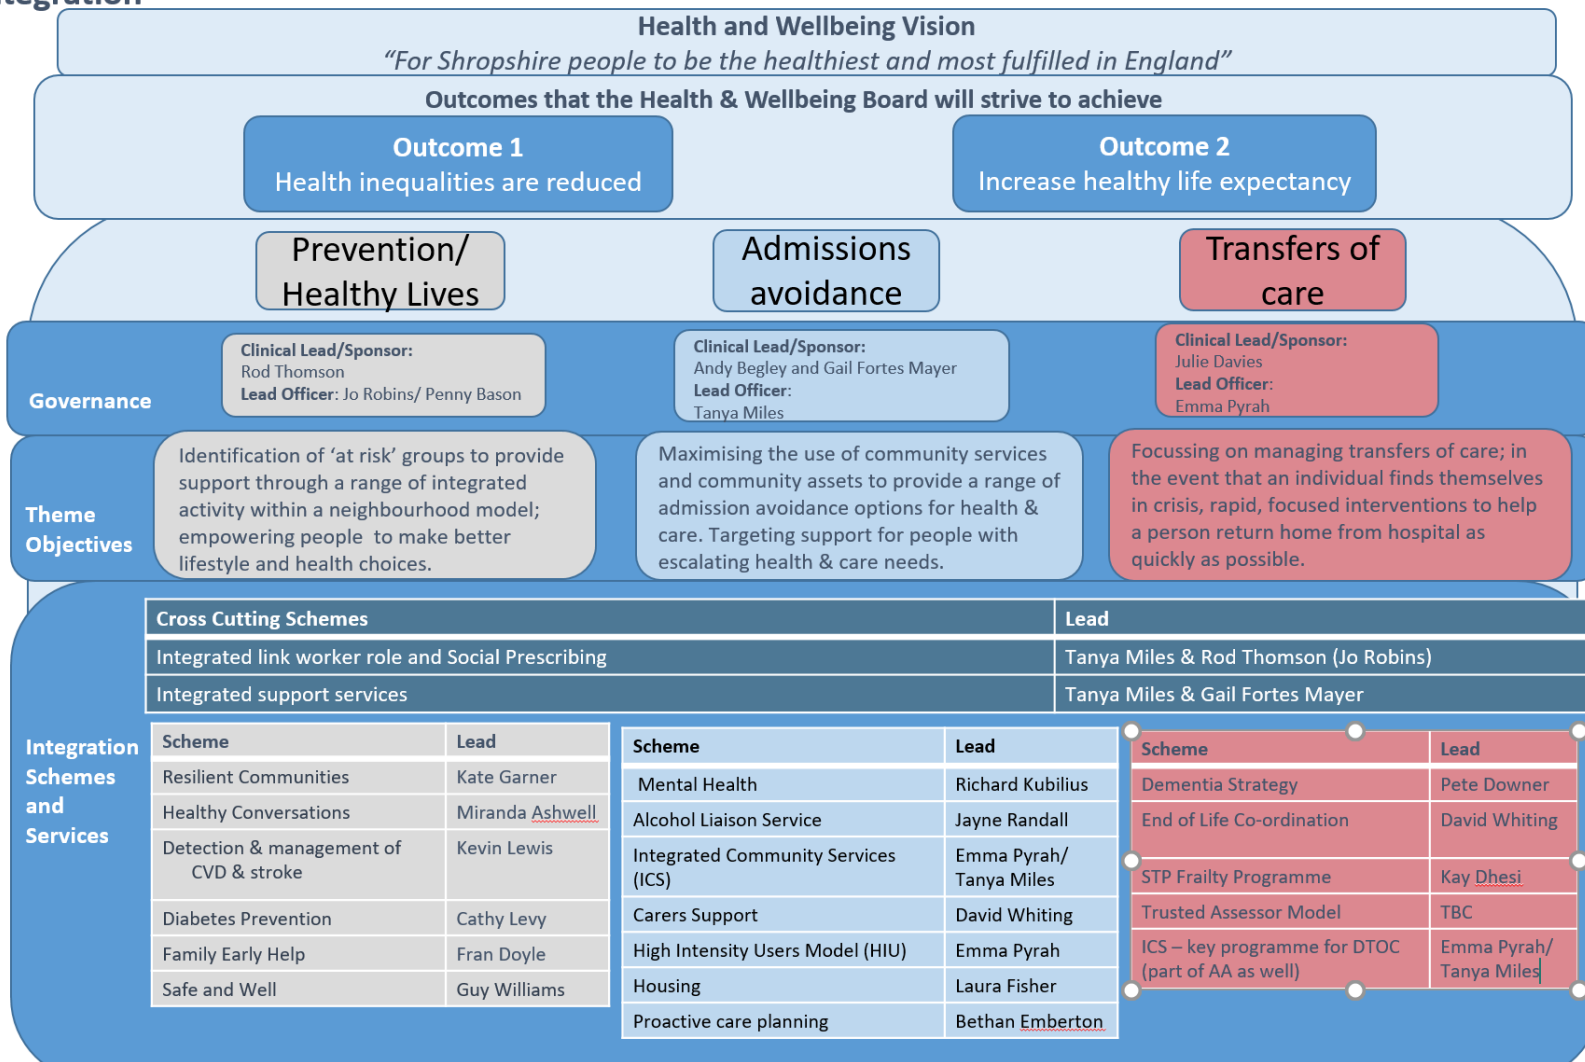 Health and Wellbeing Vision
“For Shropshire people to be the healthiest and most fulfilled in England”
Outcomes that the Health & Wellbeing Board will strive to achieve
Outcome 1
Health inequalities are reduced
Outcome 2
Increase healthy life expectancy
Prevention/
Healthy Lives
Admissions
avoidance
Transfers of
care
Governance
Clinical Lead/Sponsor:
Rod Thomson
Lead Officer: Jo Robins/ Penny Bason
Clinical Lead/Sponsor:
Andy Begley and Gail Fortes Mayer
Lead Officer:
Tanya Miles
Clinical Lead/Sponsor:
Julie Davies
Lead Officer:
Emma Pyrah
Theme
Objectives
Identification of ‘at risk’ groups to provide
support through a range of integrated
activity within a neighbourhood model;
empowering people to make better
lifestyle and health choices.
Maximising the use of community services
and community assets to provide a range of
admission avoidance options for health &
care. Targeting support for people with
escalating health & care needs.
Focussing on managing transfers of care; in
the event that an individual finds themselves
in crisis, rapid, focused interventions to help
a person return home from hospital as
quickly as possible.
Integration
Schemes
and
Services
Cross Cutting Schemes Lead
Integrated link worker role and Social Prescribing Tanya Miles & Rod Thomson (Jo Robins)
Integrated support services Tanya Miles & Gail Fortes Mayer
Scheme Lead
Resilient Communities Kate Garner
Healthy Conversations Miranda Ashwell
Detection & management of Kevin Lewis
CVD & stroke
Diabetes Prevention Cathy Levy
Family Early Help Fran Doyle
Safe and Well Guy Williams
Scheme Lead
Mental Health Richard Kubilius
Alcohol Liaison Service Jayne Randall
Integrated Community Services Emma Pyrah/
(ICS) Tanya Miles
Carers Support David Whiting
High Intensity Users Model (HIU) Emma Pyrah
Housing Laura Fisher
Proactive care planning Bethan Emberton
Scheme Lead
Dementia Strategy Pete Downer
End of Life Co-ordination David Whiting
STP Frailty Programme Kay Dhesi
Trusted Assessor Model TBC
ICS – key programme for DTOC Emma Pyrah/
(part of AA as well) Tanya Miles